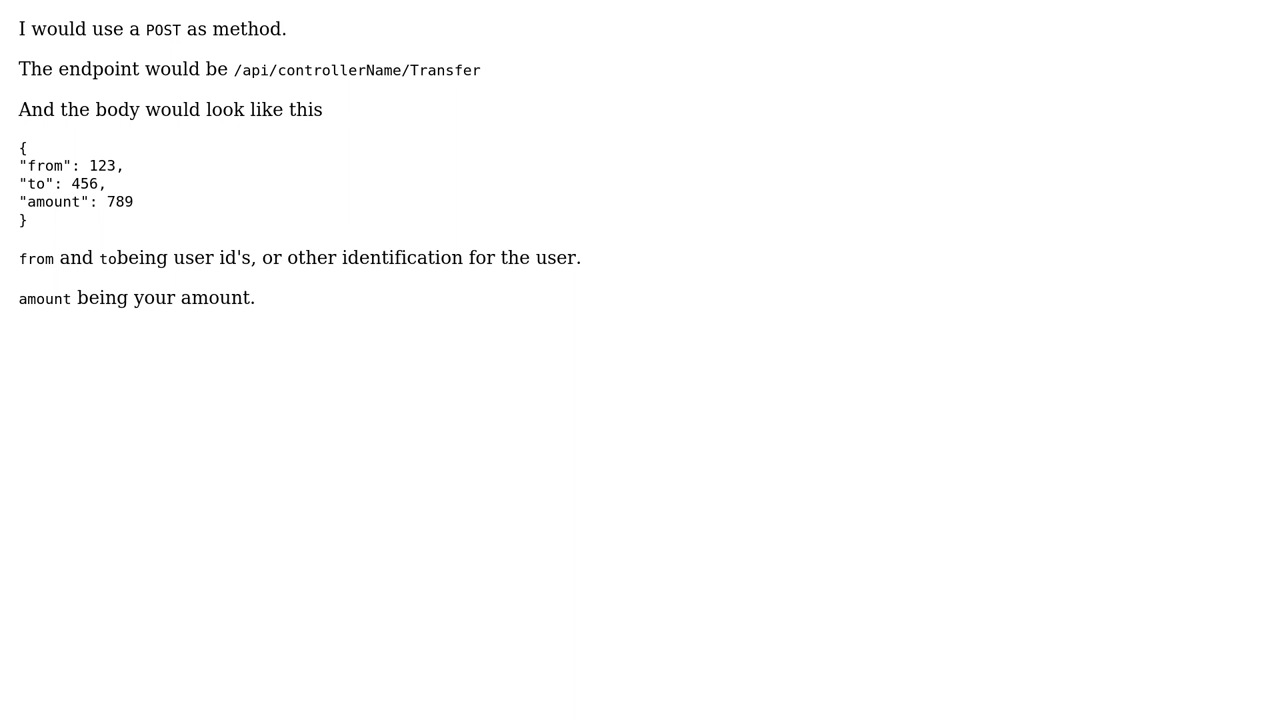 I would use a POST as method.
The endpoint would be /api/controllerName/Transfer
And the body would look like this
{
"from": 123,
"to": 456,
"amount": 789
}
from and tobeing user id's, or other identification for the user.
amount being your amount.